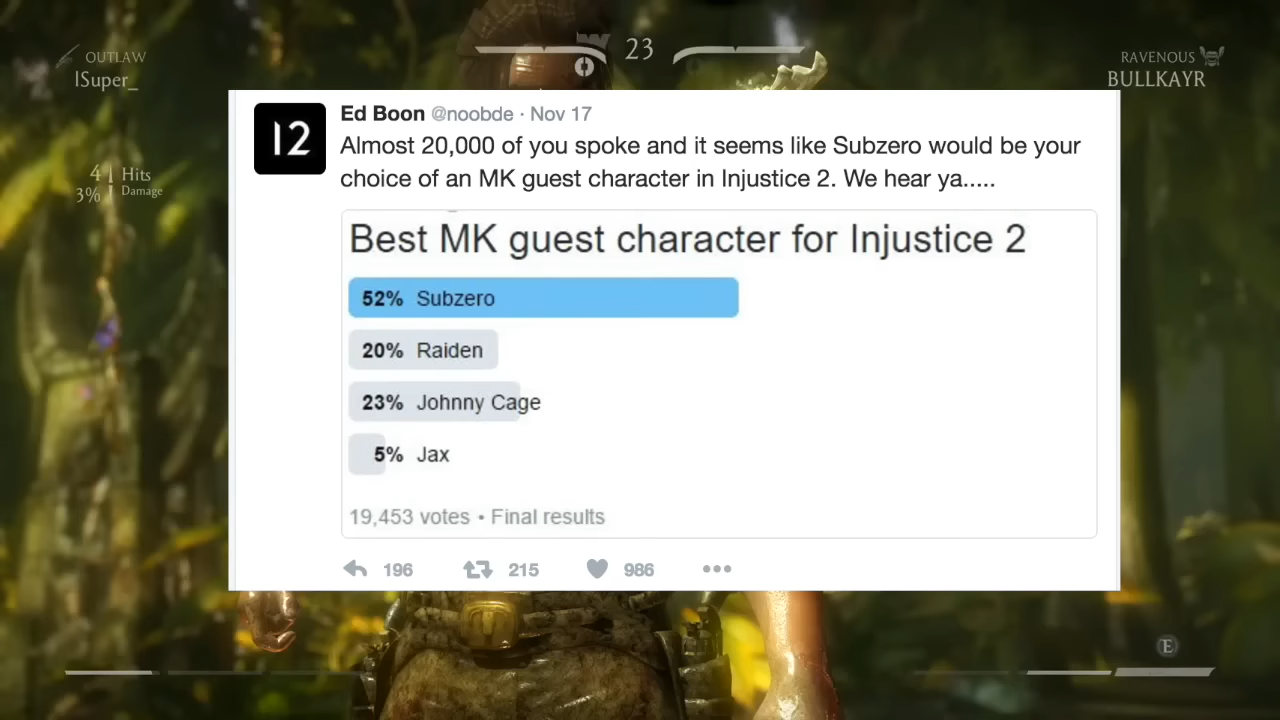 23
OUTLAW
lSuper_
RAVENOUS
BULLKAYR
4 Hits
3% Damage
12
Ed Boon @noobde · Nov 17
Almost 20,000 of you spoke and it seems like Subzero would be your
choice of an MK guest character in Injustice 2. We hear ya.....
Best MK guest character for Injustice 2
52% Subzero
20% Raiden
23% Johnny Cage
5% Jax
19,453 votes • Final results
196 215 986 •••
E